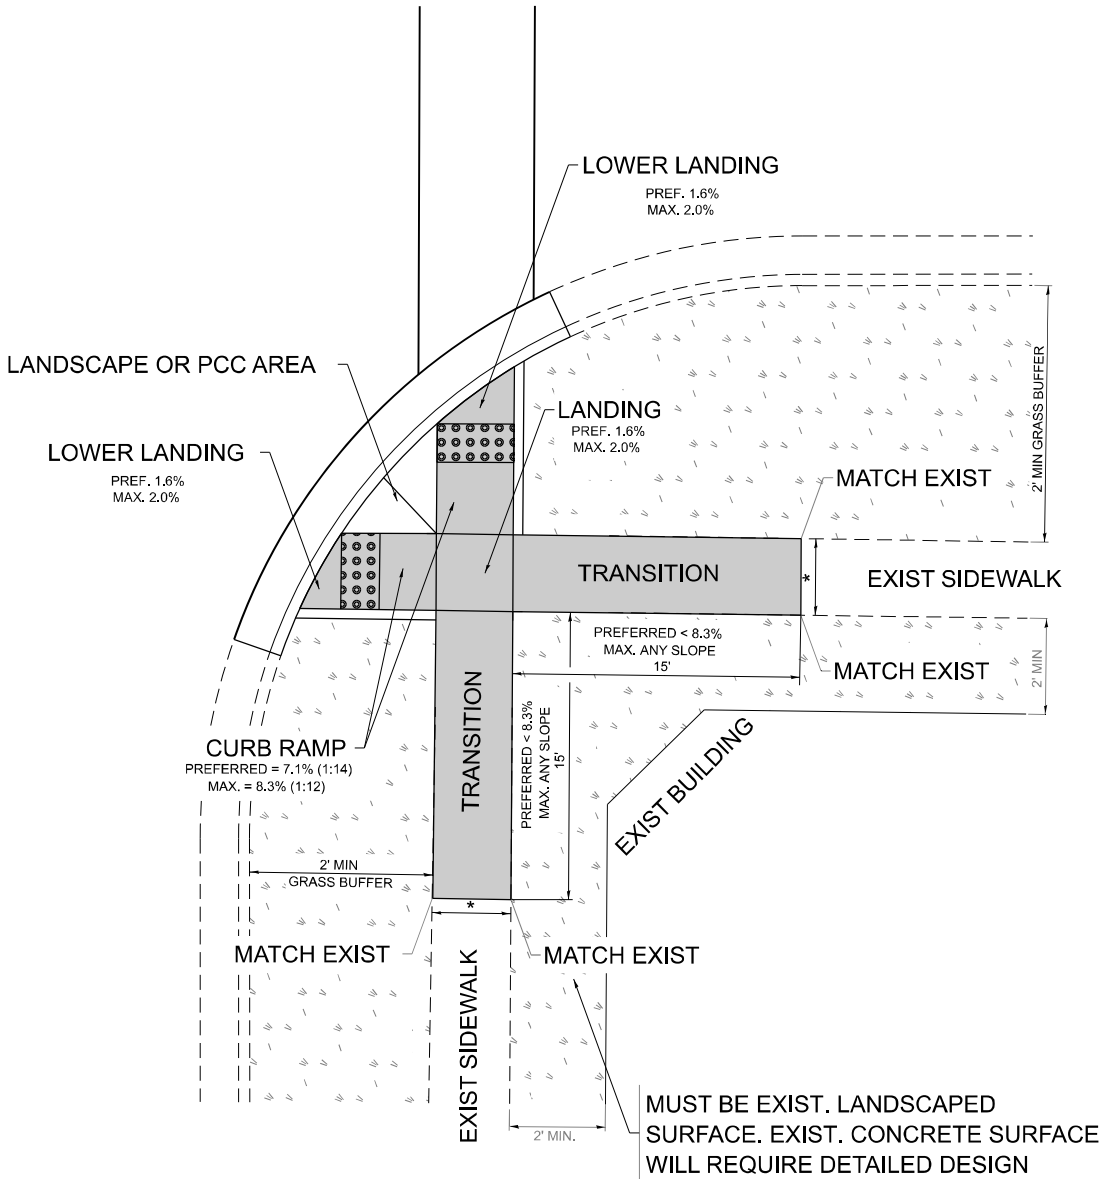 LOWER LANDING
PREF. 1.6%
MAX. 2.0%
LANDSCAPE OR PCC AREA
LANDING
PREF. 1.6%
MAX. 2.0%
LOWER LANDING
PREF. 1.6%
MAX. 2.0%
2' MIN GRASS BUFFER
MATCH EXIST
TRANSITION
*
EXIST SIDEWALK
PREFERRED < 8.3%
MAX. ANY SLOPE
15'
MATCH EXIST
2' MIN
CURB RAMP
PREFERRED = 7.1% (1:14)
MAX. = 8.3% (1:12)
TRANSITION
PREFERRED < 8.3%
MAX. ANY SLOPE
15'
EXIST BUILDING
2' MIN
GRASS BUFFER
*
MATCH EXIST
MATCH EXIST
EXIST SIDEWALK
2' MIN.
MUST BE EXIST. LANDSCAPED
SURFACE. EXIST. CONCRETE SURFACE
WILL REQUIRE DETAILED DESIGN